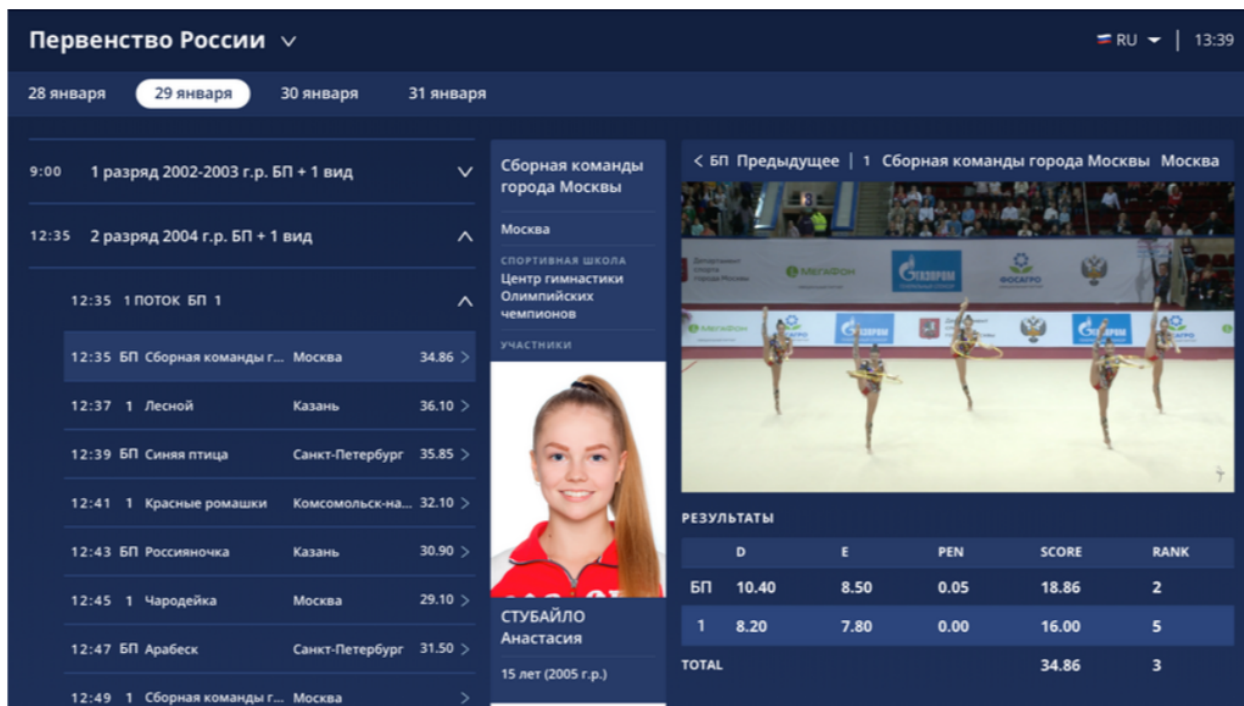 Первенство России
RU | 13:39
28 января 29 января 30 января 31 января
9:00 1 разряд 2002-2003 г.р. БП + 1 вид
12:35 2 разряд 2004 г.р. БП + 1 вид
12:35 1 ПОТОК БП 1
12:35 БП Сборная команды г... Москва 34.86 >
12:37 1 Лесной Казань 36.10 >
12:39 БП Синяя птица Санкт-Петербург 35.85 >
12:41 1 Красные ромашки Комсомольск-на... 32.10 >
12:43 БП Россияночка Казань 30.90 >
12:45 1 Чародейка Москва 29.10 >
12:47 БП Арабеск Санкт-Петербург 31.50 >
12:49 1 Сборная команды г... Москва >
Сборная команды
города Москвы
Москва
СПОРТИВНАЯ ШКОЛА
Центр гимнастики
Олимпийских
чемпионов
УЧАСТНИКИ
СТУБАЙЛО
Анастасия
15 лет (2005 г.р.)
< БП Предыдущее | 1 Сборная команды города Москвы Москва
Департамент
спорта
города Москвы
МЕГАФОН
ГАЗПРОМ
ФОСАГРО
МЕГАФОН
ГАЗПРОМ
ГАЗПРОМ
РЕЗУЛЬТАТЫ
D E PEN SCORE RANK
БП 10.40 8.50 0.05 18.86 2
1 8.20 7.80 0.00 16.00 5
TOTAL 34.86 3